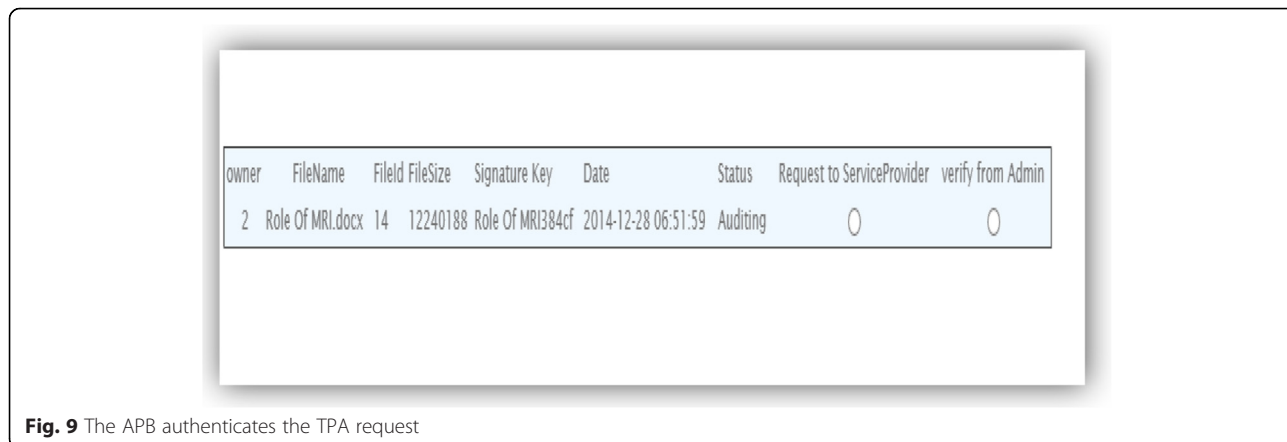 owner FileName FileId FileSize Signature Key Date Status Request to ServiceProvider verify from Admin
2 Role Of MRI.docx 14 12240188 Role Of MRI384cf 2014-12-28 06:51:59 Auditing
Fig. 9 The APB authenticates the TPA request